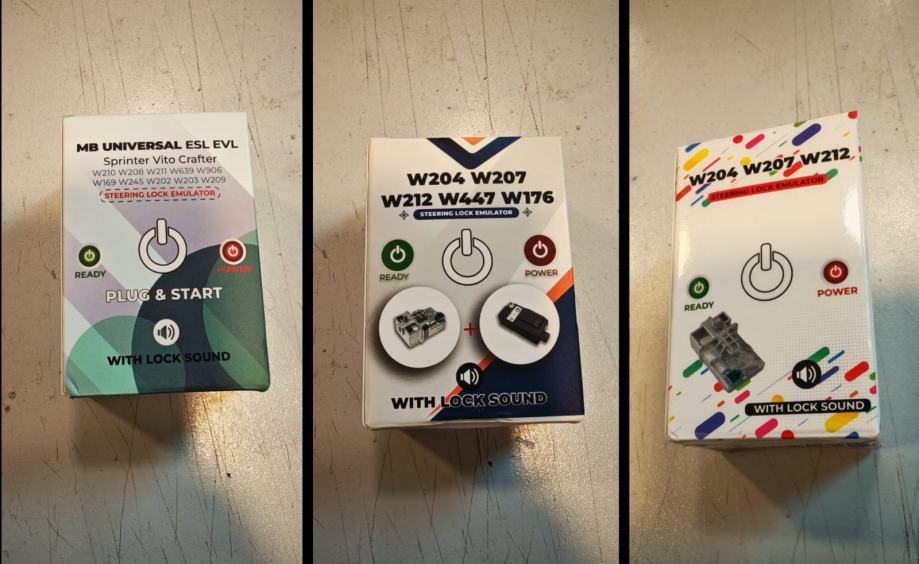 MB UNIVERSAL ESL EVL
Sprinter Vito Crafter
W210 W208 W211 W639 W906
W169 W245 W202 W203 W209
STEERING LOCK EMULATOR
READY
POWER
PLUG & START
WITH LOCK SOUND
W204 W207
W212 W447 W176
STEERING LOCK EMULATOR
READY
POWER
+
WITH LOCK SOUND
W204 W207 W212
STEERING LOCK EMULATOR
READY
POWER
WITH LOCK SOUND